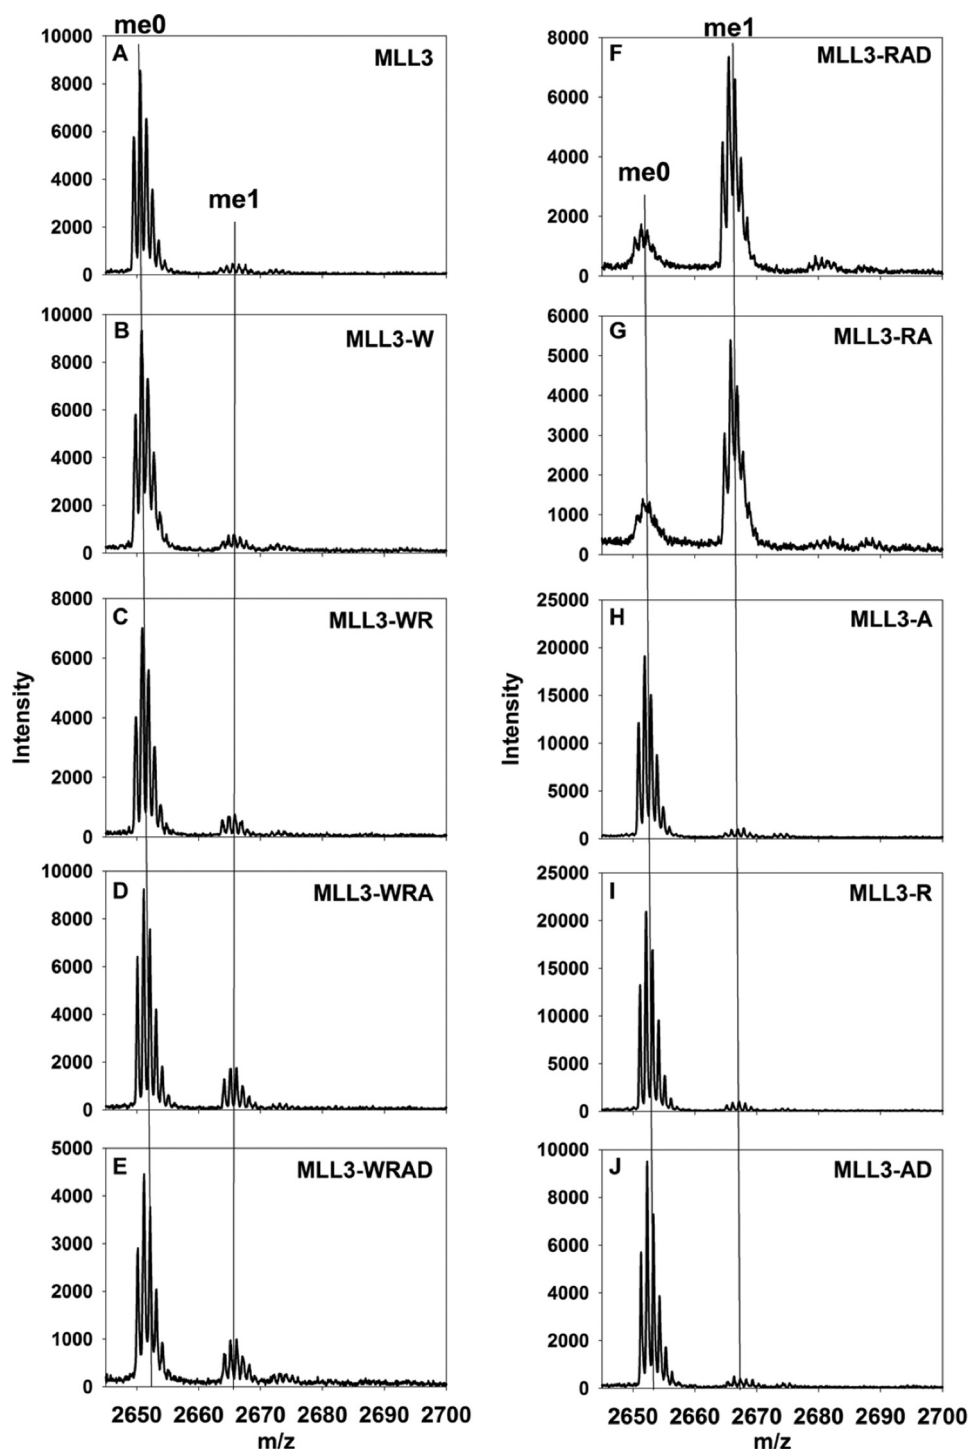 me0
A
MLL3
10000
8000
6000
4000
2000
0
me1
B
MLL3-W
10000
8000
6000
4000
2000
0
C
MLL3-WR
8000
6000
4000
2000
0
Intensity
D
MLL3-WRA
10000
8000
6000
4000
2000
0
E
MLL3-WRAD
5000
4000
3000
2000
1000
0
2650 2660 2670 2680 2690 2700
m/z
me1
F
MLL3-RAD
8000
6000
4000
2000
0
me0
G
MLL3-RA
6000
5000
4000
3000
2000
1000
0
H
MLL3-A
25000
20000
15000
10000
5000
0
Intensity
I
MLL3-R
25000
20000
15000
10000
5000
0
J
MLL3-AD
10000
8000
6000
4000
2000
0
2650 2660 2670 2680 2690 2700
m/z